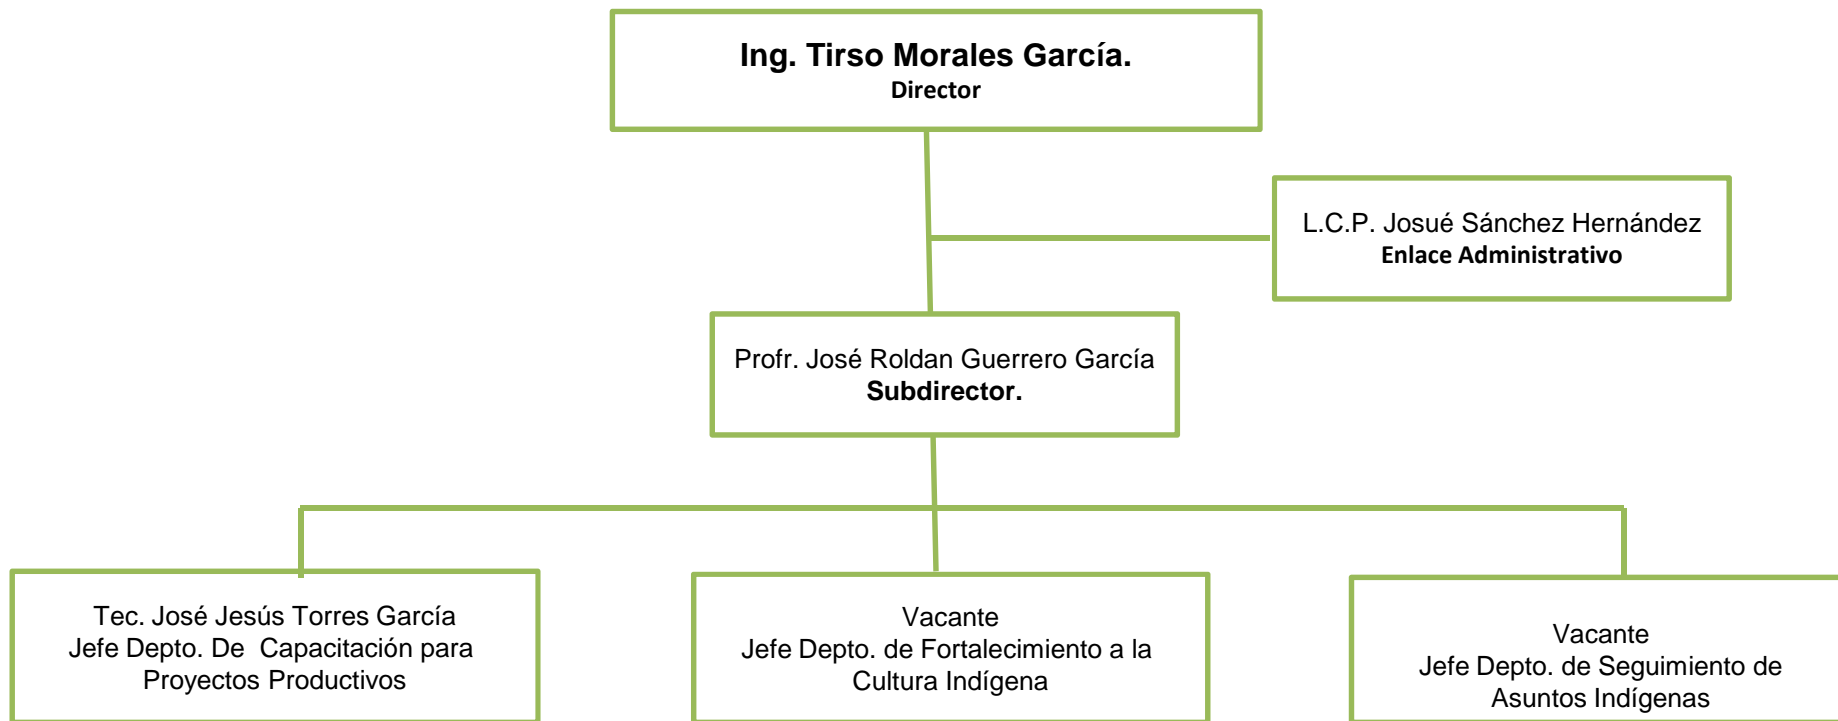 Ing. Tirso Morales García.
Director
L.C.P. Josué Sánchez Hernández
Enlace Administrativo
Profr. José Roldan Guerrero García
Subdirector.
Tec. José Jesús Torres García
Jefe Depto. De  Capacitación para
Proyectos Productivos
Vacante
Jefe Depto. de Fortalecimiento a la
Cultura Indígena
Vacante
Jefe Depto. de Seguimiento de
Asuntos Indígenas